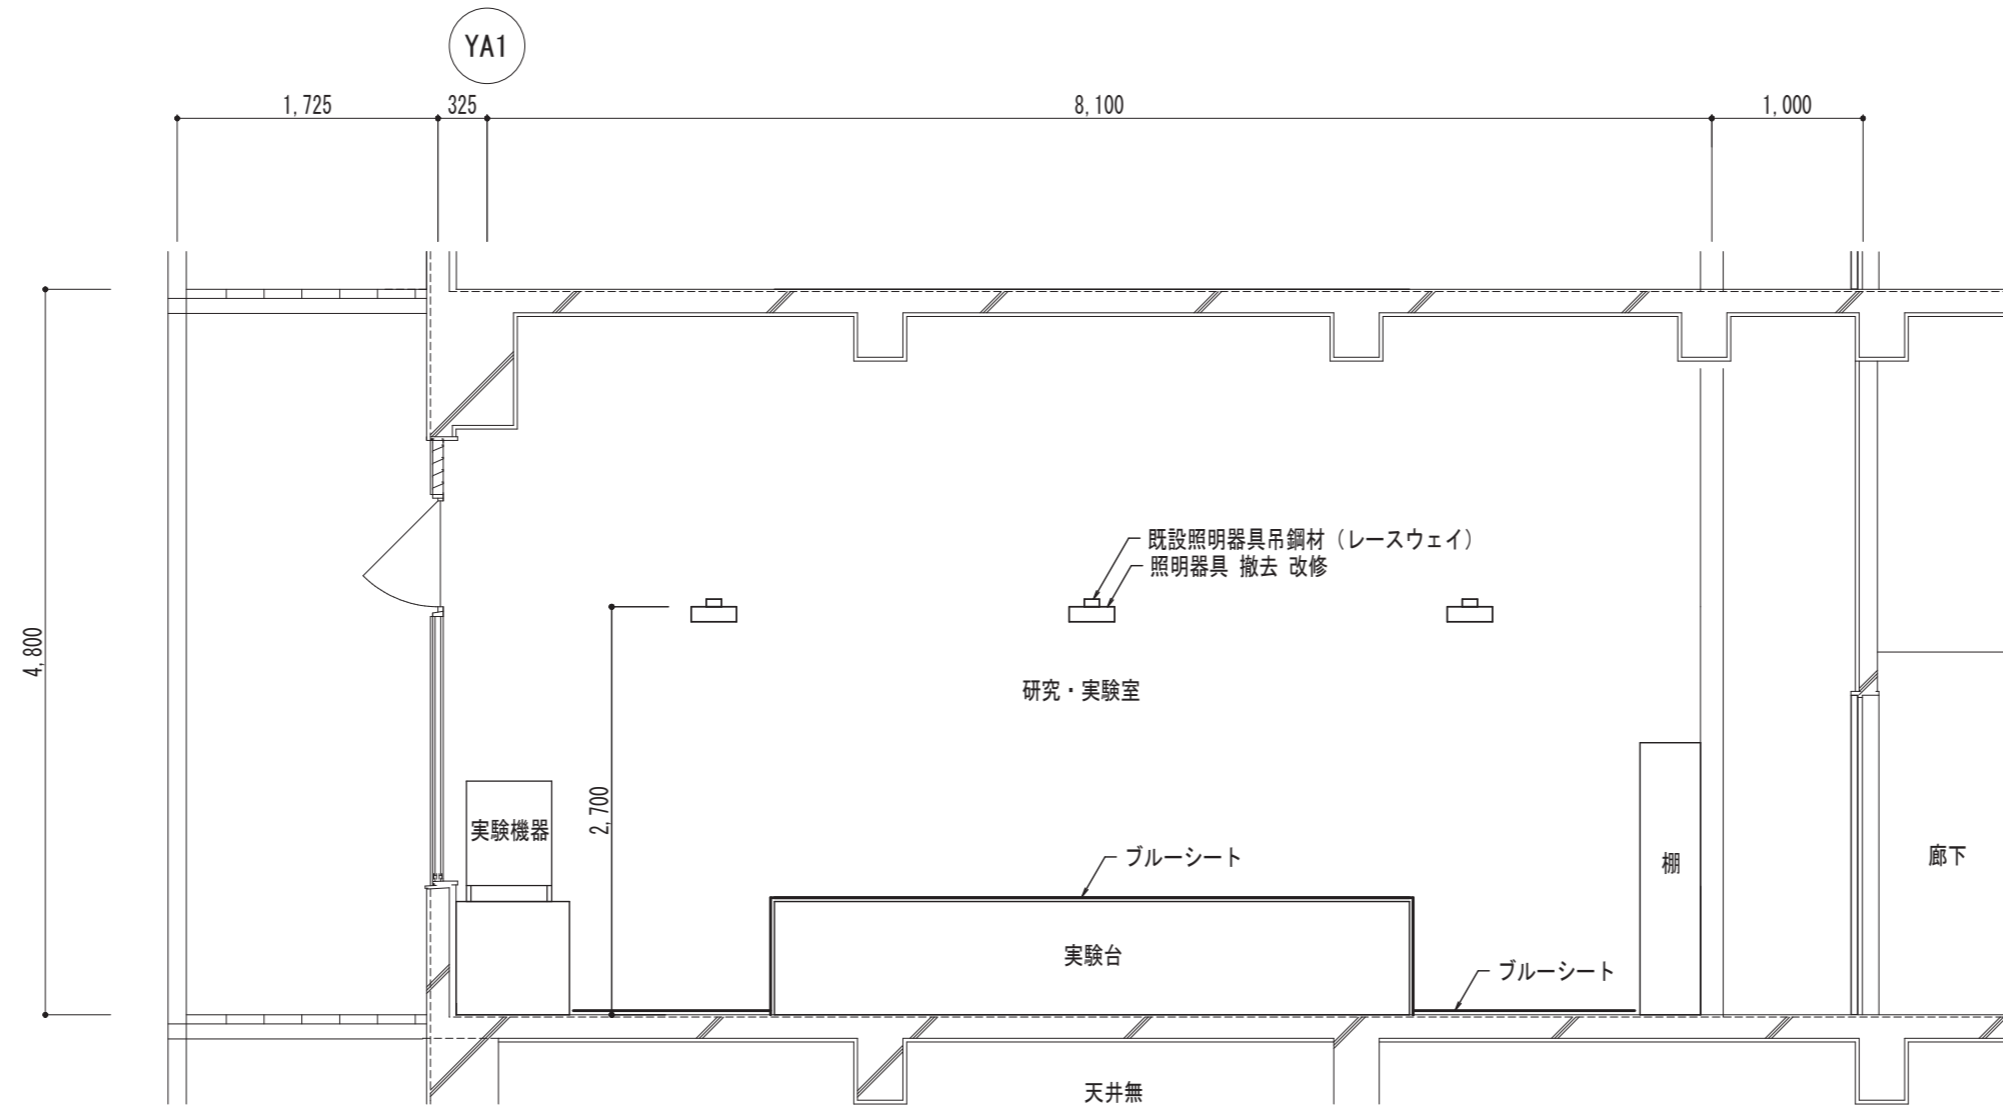 YA1
1,725
325
8,100
1,000
4,800
既設照明器具吊鋼材（レースウェイ）
照明器具 撤去 改修
研究・実験室
2,700
実験機器
ブルーシート
棚
廊下
実験台
ブルーシート
天井無